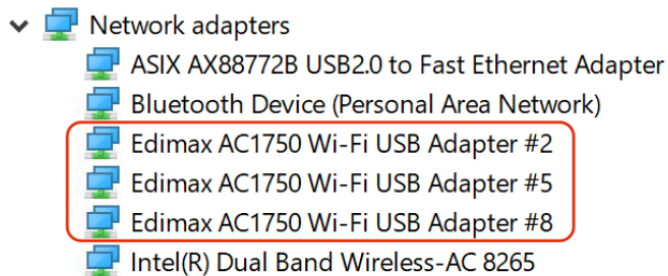 Network adapters
ASIX AX88772B USB2.0 to Fast Ethernet Adapter
Bluetooth Device (Personal Area Network)
Edimax AC1750 Wi-Fi USB Adapter #2
Edimax AC1750 Wi-Fi USB Adapter #5
Edimax AC1750 Wi-Fi USB Adapter #8
Intel(R) Dual Band Wireless-AC 8265